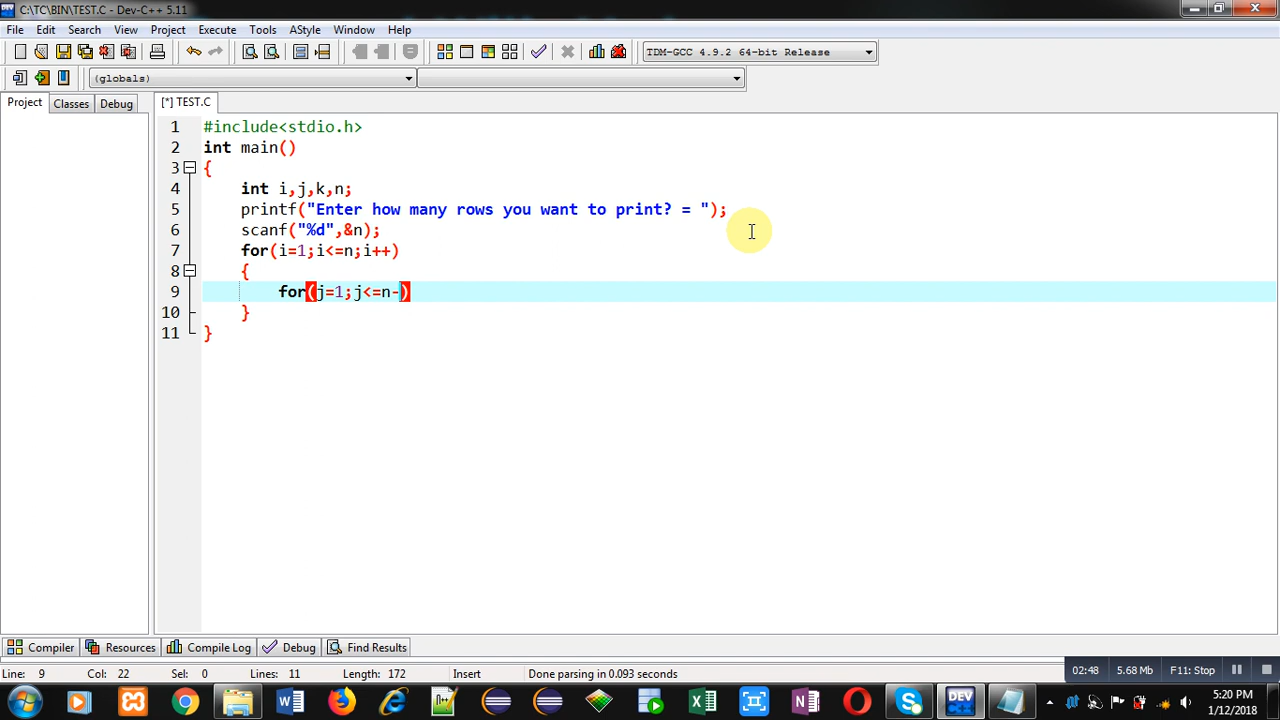 C:\TC\BIN\TEST.C - Dev-C++ 5.11
File Edit Search View Project Execute Tools AStyle Window Help
TDM-GCC 4.9.2 64-bit Release
(globals)
Project Classes Debug [*] TEST.C
1 #include<stdio.h>
2 int main()
3 {
4 int i,j,k,n;
5 printf("Enter how many rows you want to print? = ");
6 scanf("%d",&n);
7 for(i=1;i<=n;i++)
8 {
9 for(j=1;j<=n-)
10 }
11 }
Compiler Resources Compile Log Debug Find Results
Line: 9 Col: 22 Sel: 0 Lines: 11 Length: 172 Insert Done parsing in 0.093 seconds
02:48 5.68 Mb F11: Stop
5:20 PM
1/12/2018